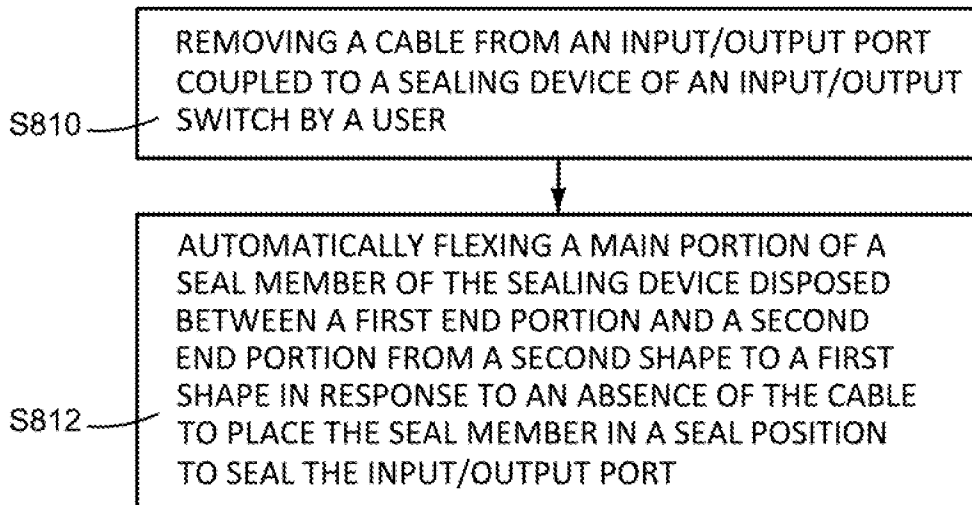 REMOVING A CABLE FROM AN INPUT/OUTPUT PORT
COUPLED TO A SEALING DEVICE OF AN INPUT/OUTPUT
SWITCH BY A USER
S810
AUTOMATICALLY FLEXING A MAIN PORTION OF A
SEAL MEMBER OF THE SEALING DEVICE DISPOSED
BETWEEN A FIRST END PORTION AND A SECOND
END PORTION FROM A SECOND SHAPE TO A FIRST
SHAPE IN RESPONSE TO AN ABSENCE OF THE CABLE
TO PLACE THE SEAL MEMBER IN A SEAL POSITION
TO SEAL THE INPUT/OUTPUT PORT
S812